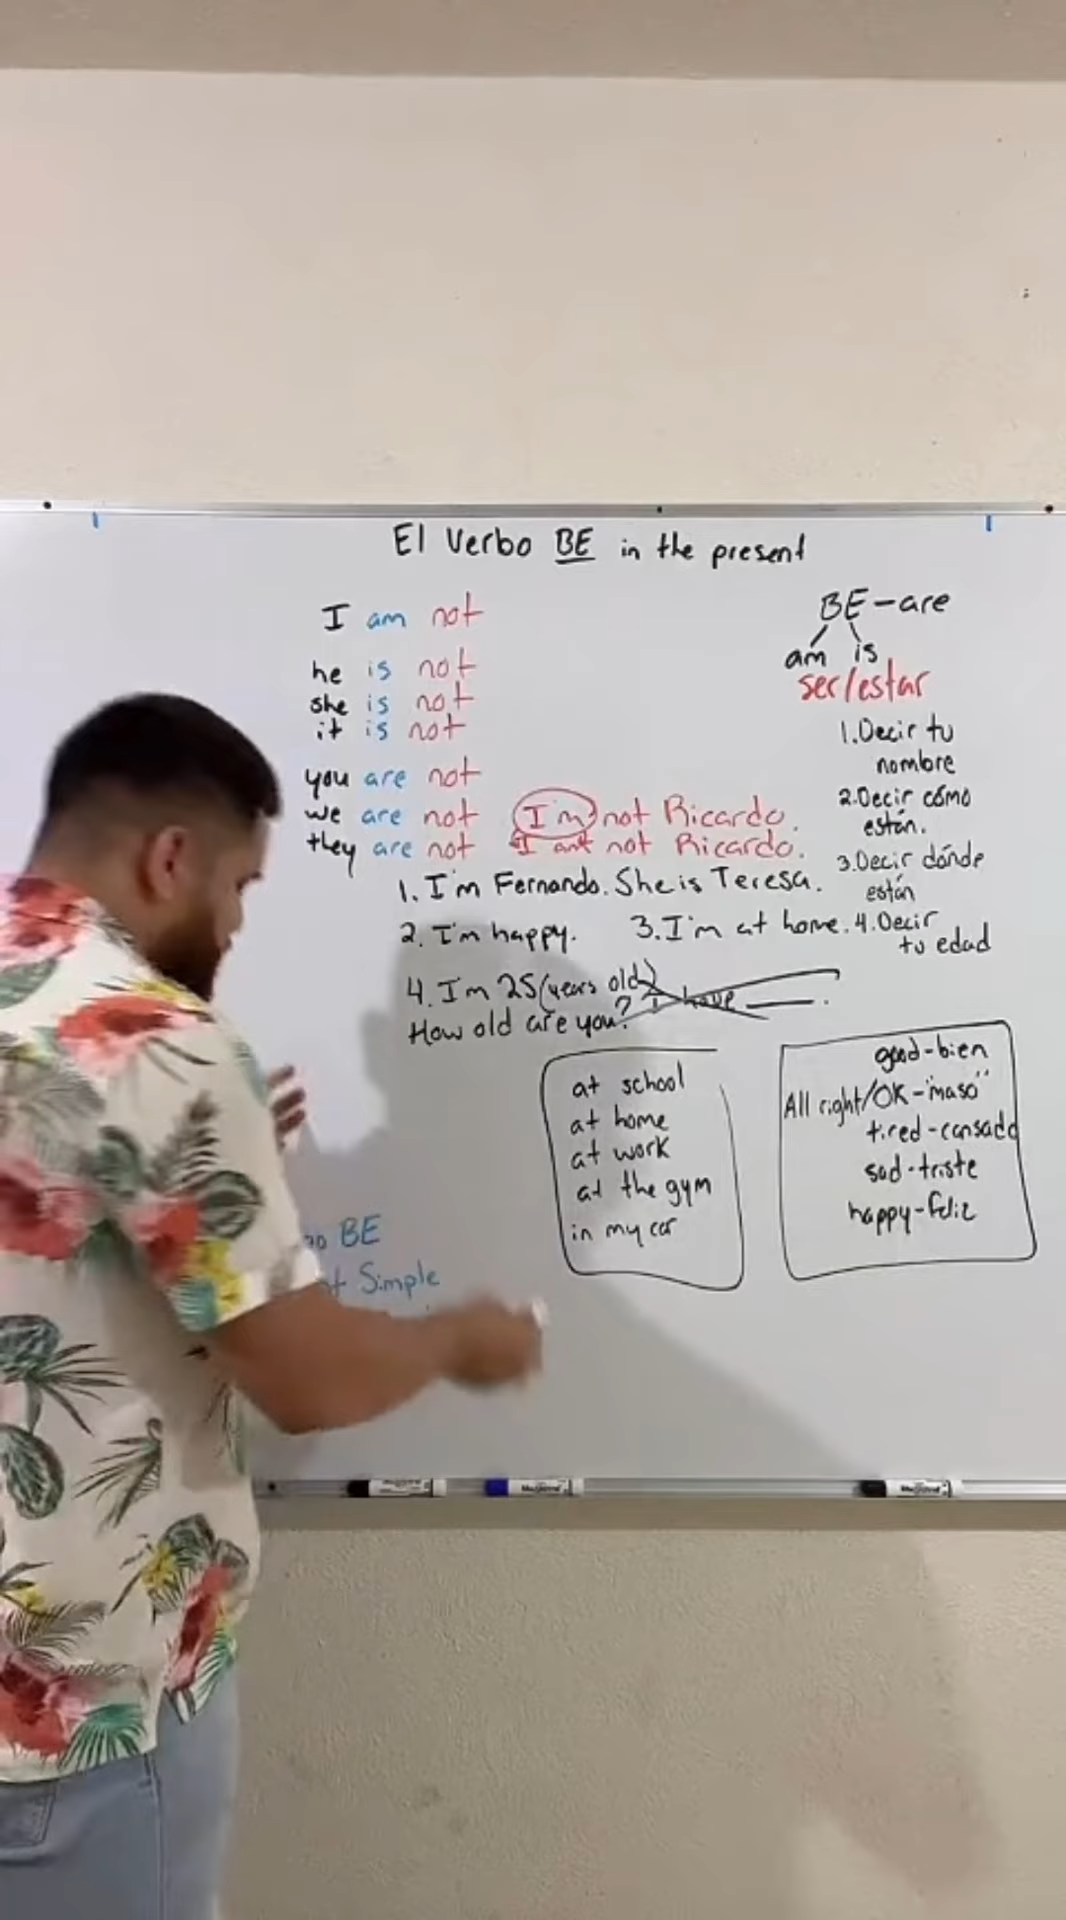 El Verbo BE in the present
I am not
he is not
she is not
it is not
you are not
we are not
they are not
BE-are
am is
ser/estar
1.Decir tu
nombre
2.Decir cómo
están.
3.Decir dónde
están
4.Decir
tu edad
I'm not Ricardo.
not Ricardo.
1. I'm Fernando. She is Teresa.
2. I'm happy.
3. I'm at home.
4. I'm 25 (years old)
How old are you?
I have ___.
at school
at home
at work
at the gym
in my car
good-bien
All right/OK-"maso"
tired-cansado
sad-triste
happy-feliz
BE
Simple